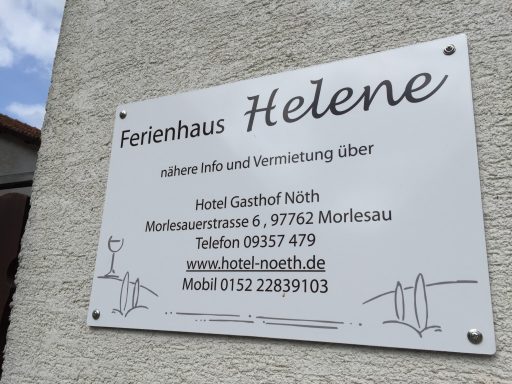 Ferienhaus Helene
nähere Info und Vermietung über
Hotel Gasthof Nöth
Morlesauerstrasse 6 , 97762 Morlesau
Telefon 09357 479
www.hotel-noeth.de
Mobil 0152 22839103